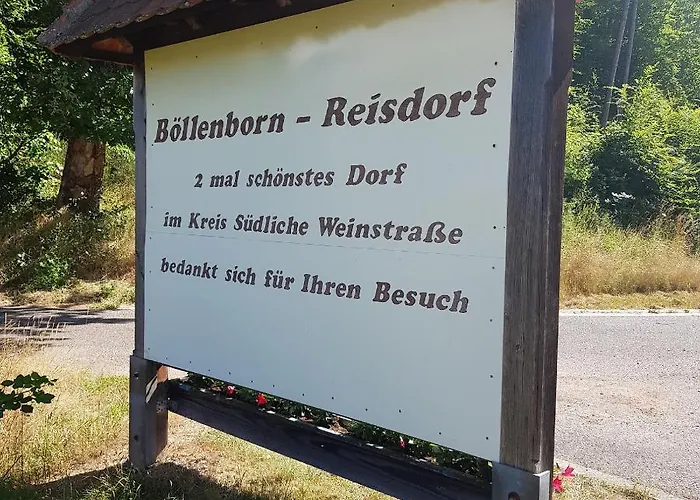 Böllenborn - Reisdorf
2 mal schönstes Dorf
im Kreis Südliche Weinstraße
bedankt sich für Ihren Besuch